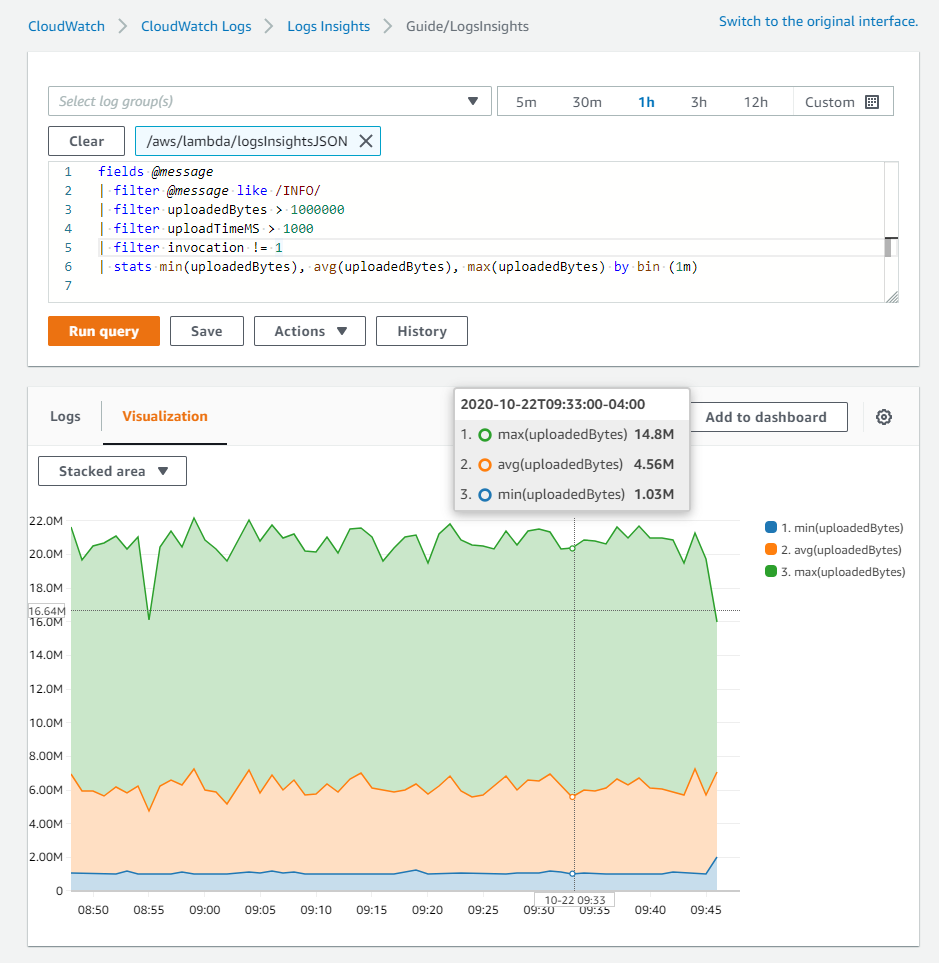 CloudWatch > CloudWatch Logs > Logs Insights > Guide/LogsInsights
Switch to the original interface.
Select log group(s)
5m 30m 1h 3h 12h Custom
Clear /aws/lambda/logsInsightsJSON
1 fields @message
2 | filter @message like /INFO/
3 | filter uploadedBytes > 1000000
4 | filter uploadTimeMS > 1000
5 | filter invocation != 1
6 | stats min(uploadedBytes), avg(uploadedBytes), max(uploadedBytes) by bin (1m)
7
Run query Save Actions History
Logs Visualization
Add to dashboard
2020-10-22T09:33:00-04:00
1. max(uploadedBytes) 14.8M
2. avg(uploadedBytes) 4.56M
3. min(uploadedBytes) 1.03M
Stacked area
22.0M
20.0M
18.0M
16.64M
16.0M
14.0M
12.0M
10.0M
8.00M
6.00M
4.00M
2.00M
0
1. min(uploadedBytes)
2. avg(uploadedBytes)
3. max(uploadedBytes)
10-22 09:33
08:50 08:55 09:00 09:05 09:10 09:15 09:20 09:25 09:30 09:35 09:40 09:45